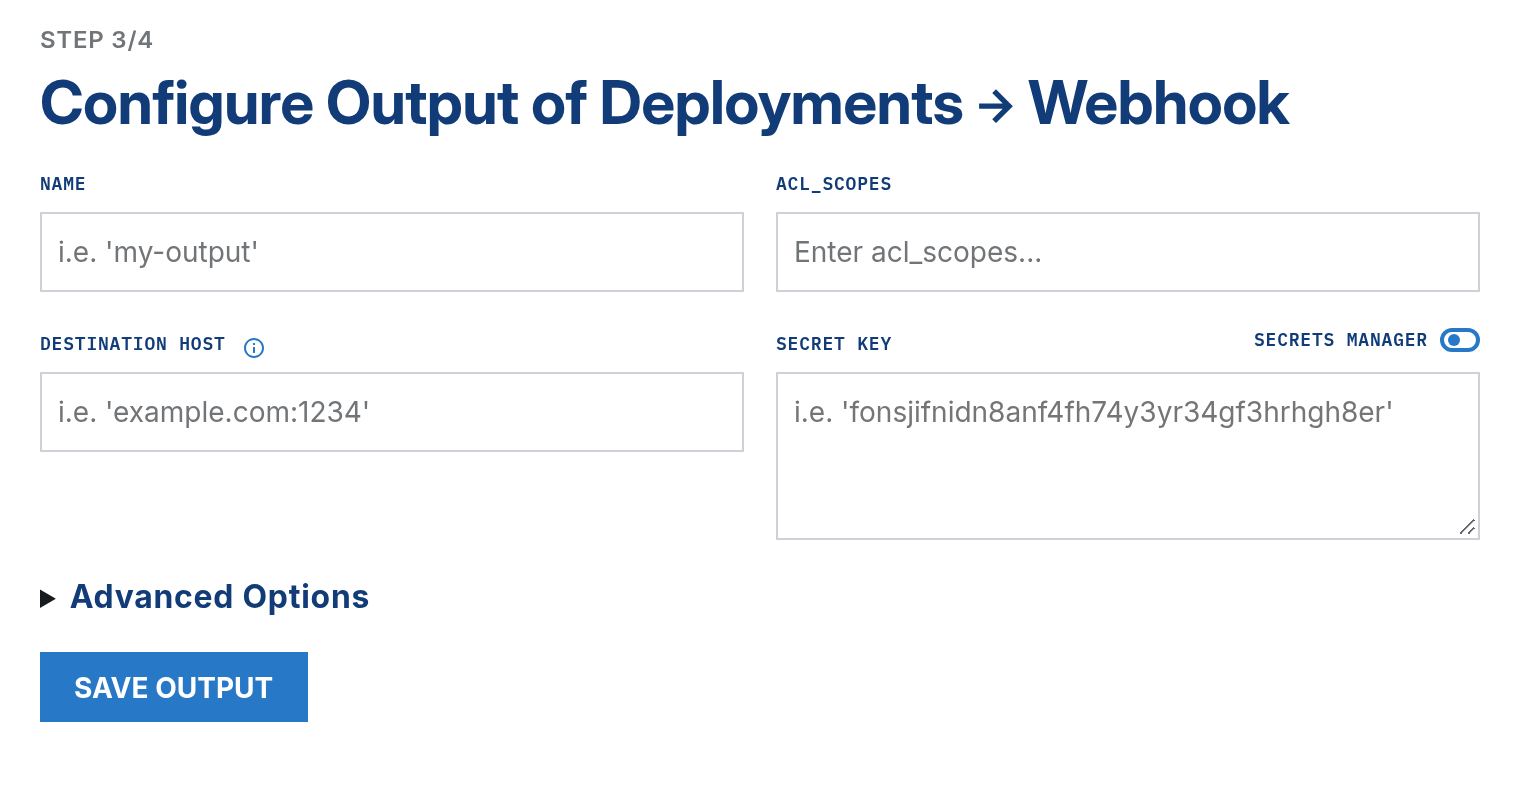 STEP 3/4
Configure Output of Deployments → Webhook
NAME
ACL_SCOPES
i.e. 'my-output'
Enter acl_scopes...
DESTINATION HOST
SECRET KEY
SECRETS MANAGER
i.e. 'example.com:1234'
i.e. 'fonsjifnidn8anf4fh74y3yr34gf3hrhgh8er'
Advanced Options
SAVE OUTPUT